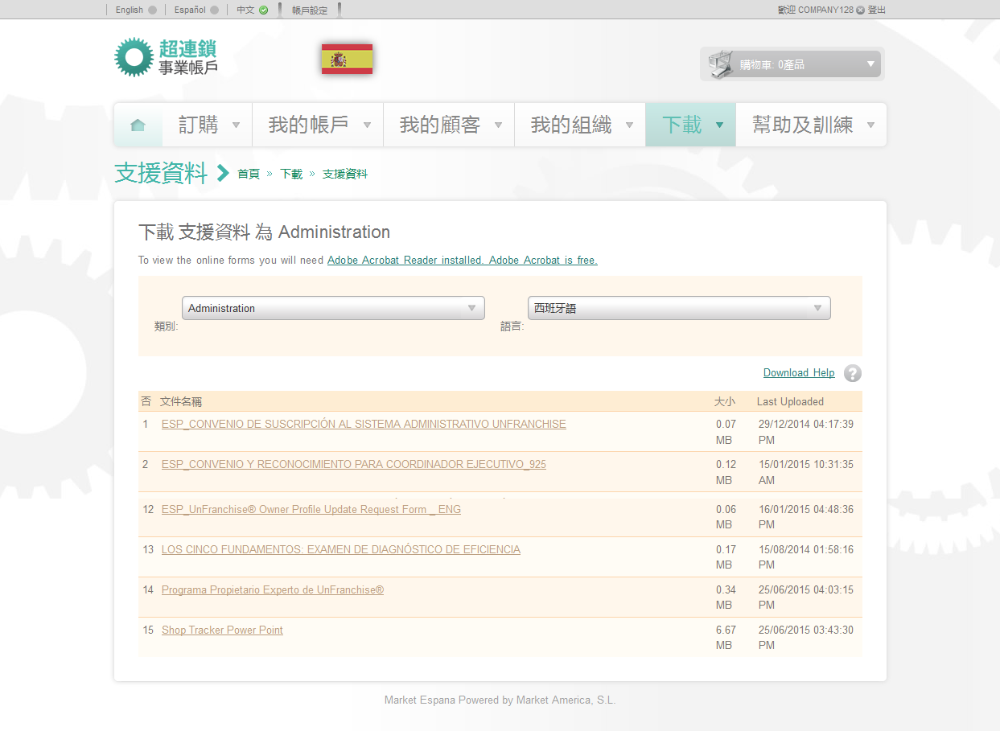 English Español 中文 帳戶設定 歡迎 COMPANY128 登出
超連鎖
事業帳戶
購物車: 0產品
訂購 我的帳戶 我的顧客 我的組織 下載 幫助及訓練
支援資料 首頁 » 下載 » 支援資料
下載 支援資料 為 Administration
To view the online forms you will need Adobe Acrobat Reader installed. Adobe Acrobat is free.
Administration 西班牙語
類別: 語言:
Download Help ?
否 文件名稱 大小 Last Uploaded
1 ESP_CONVENIO DE SUSCRIPCIÓN AL SISTEMA ADMINISTRATIVO UNFRANCHISE 0.07 29/12/2014 04:17:39
MB PM
2 ESP_CONVENIO Y RECONOCIMIENTO PARA COORDINADOR EJECUTIVO_925 0.12 15/01/2015 10:31:35
MB AM
12 ESP_UnFranchise® Owner Profile Update Request Form _ ENG 0.06 16/01/2015 04:48:36
MB PM
13 LOS CINCO FUNDAMENTOS: EXAMEN DE DIAGNÓSTICO DE EFICIENCIA 0.17 15/08/2014 01:58:16
MB PM
14 Programa Propietario Experto de UnFranchise® 0.34 25/06/2015 04:03:15
MB PM
15 Shop Tracker Power Point 6.67 25/06/2015 03:43:30
MB PM
Market Espana Powered by Market America, S.L.